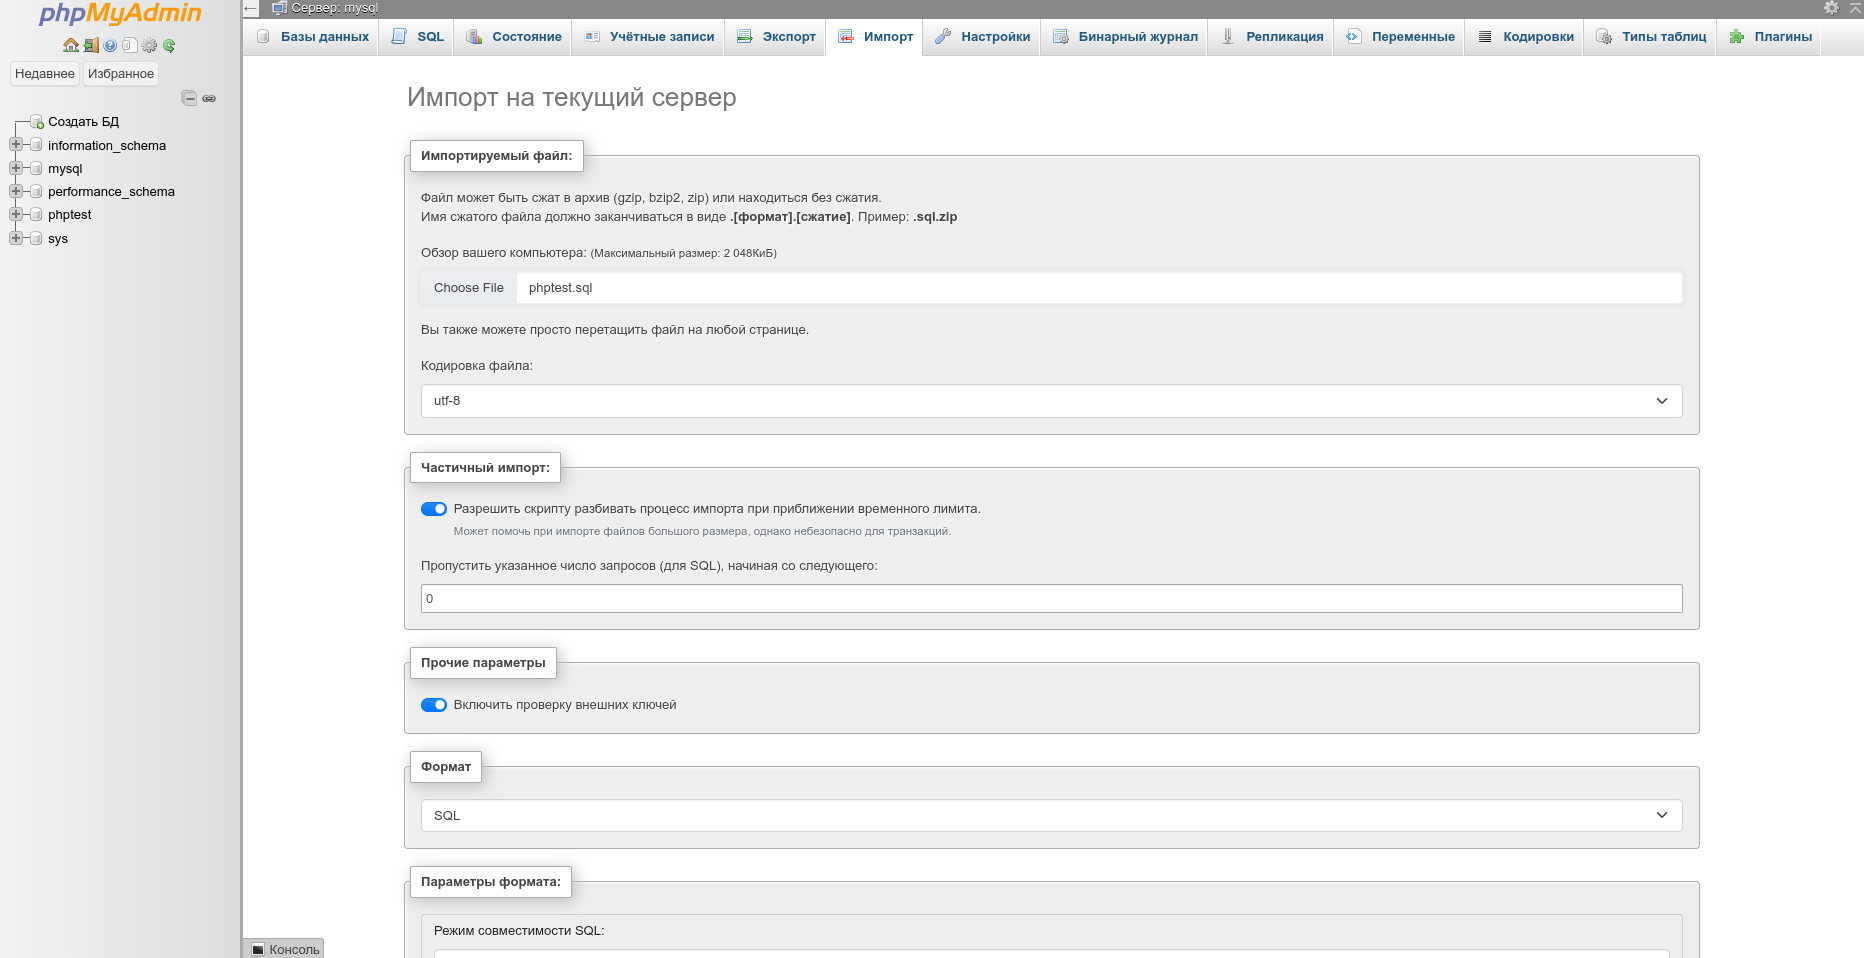 phpMyAdmin
Недавнее Избранное
Создать БД
information_schema
mysql
performance_schema
phptest
sys
Сервер: mysql
Базы данных SQL Состояние Учётные записи Экспорт Импорт Настройки Бинарный журнал Репликация Переменные Кодировки Типы таблиц Плагины
Импорт на текущий сервер
Импортируемый файл:
Файл может быть сжат в архив (gzip, bzip2, zip) или находиться без сжатия.
Имя сжатого файла должно заканчиваться в виде .[формат].[сжатие]. Пример: .sql.zip
Обзор вашего компьютера: (Максимальный размер: 2 048КиБ)
Choose File phptest.sql
Вы также можете просто перетащить файл на любой странице.
Кодировка файла:
utf-8
Частичный импорт:
Разрешить скрипту разбивать процесс импорта при приближении временного лимита.
Может помочь при импорте файлов большого размера, однако небезопасно для транзакций.
Пропустить указанное число запросов (для SQL), начиная со следующего:
0
Прочие параметры
Включить проверку внешних ключей
Формат
SQL
Параметры формата:
Режим совместимости SQL:
Консоль